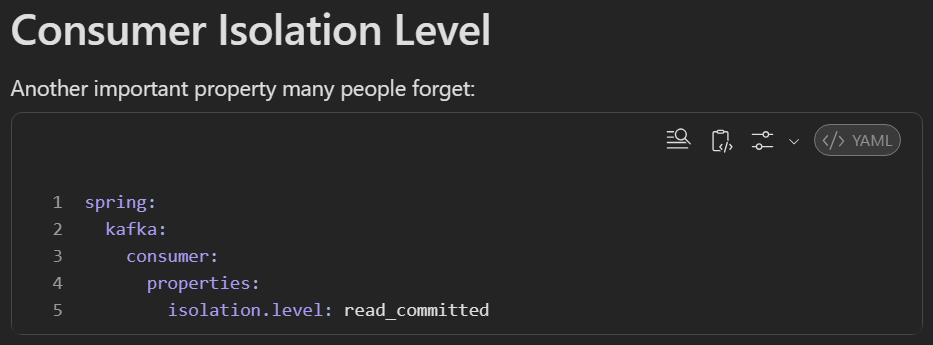 Consumer Isolation Level
Another important property many people forget:
</> YAML
1 spring:
2   kafka:
3     consumer:
4       properties:
5         isolation.level: read_committed